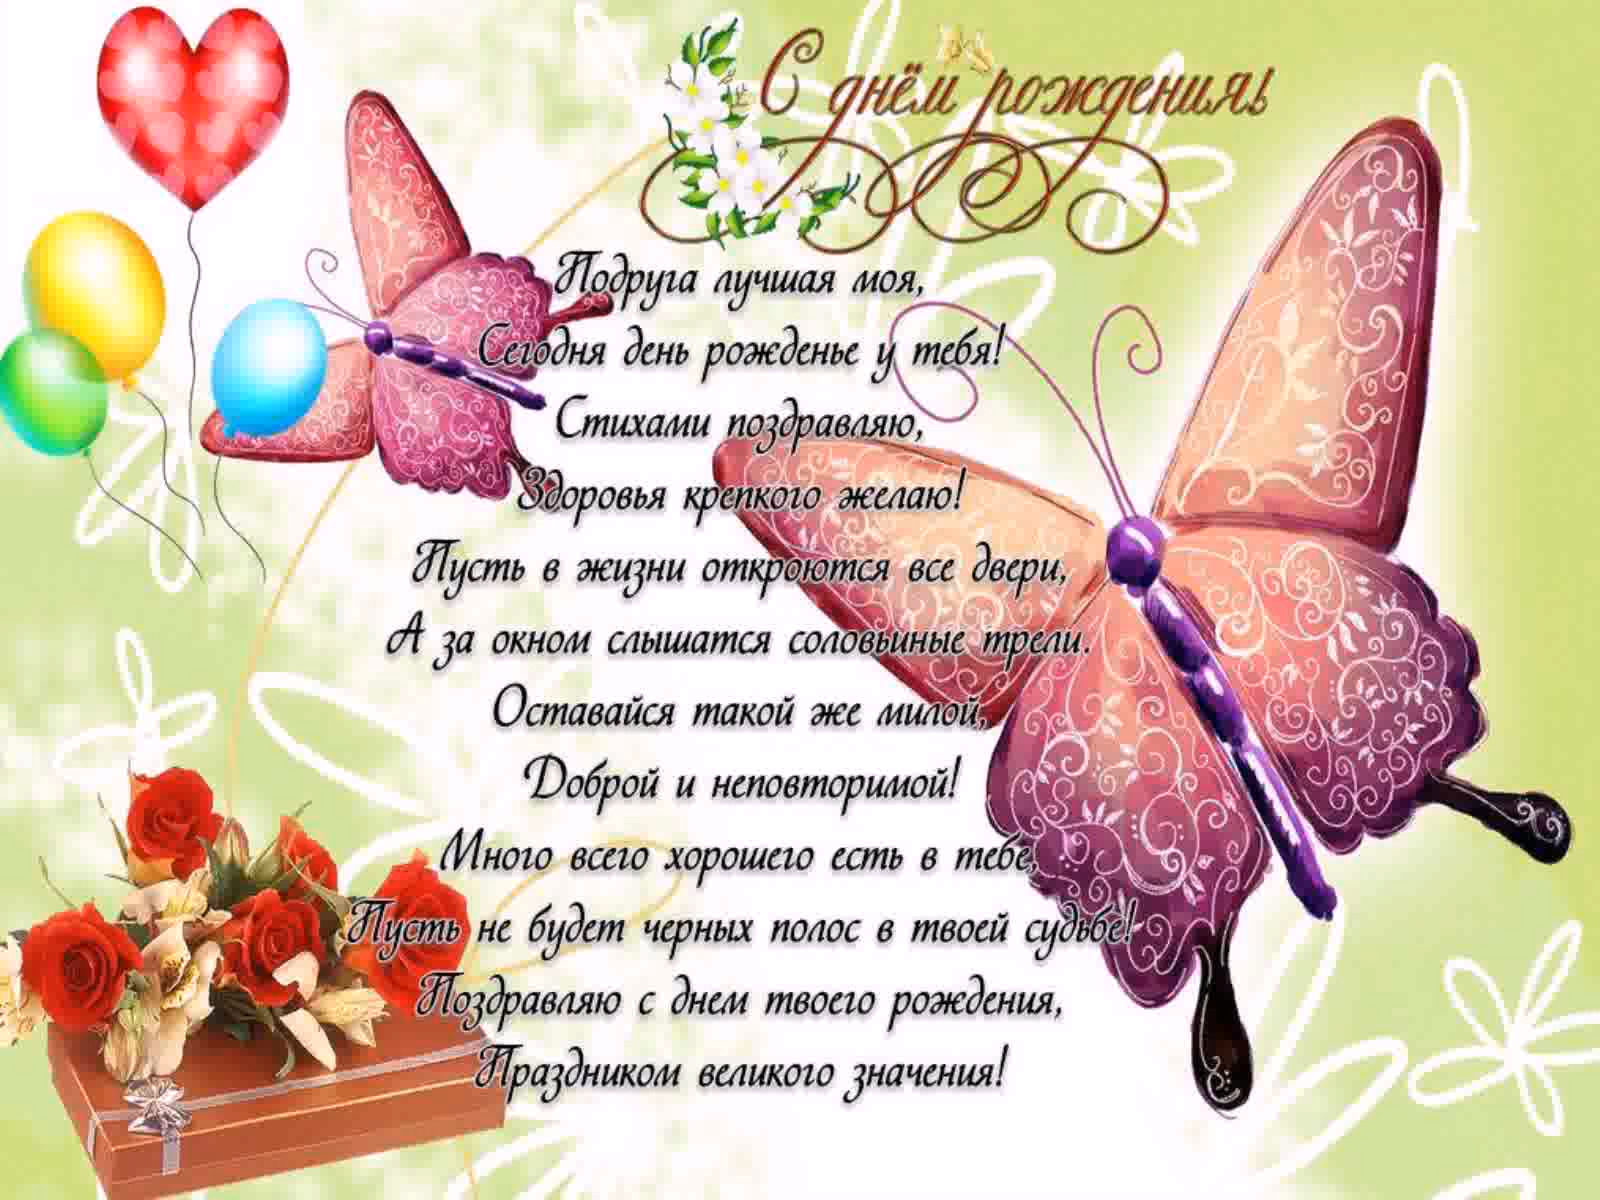 С днём рождения!
Подруга лучшая моя,
Сегодня день рожденье у тебя!
Стихами поздравляю,
Здоровья крепкого желаю!
Пусть в жизни откроются все двери,
А за окном слышатся соловьиные трели.
Оставайся такой же милой,
Доброй и неповторимой!
Много всего хорошего есть в тебе,
Пусть не будет черных полос в твоей судьбе!
Поздравляю с днем твоего рождения,
Праздником великого значения!